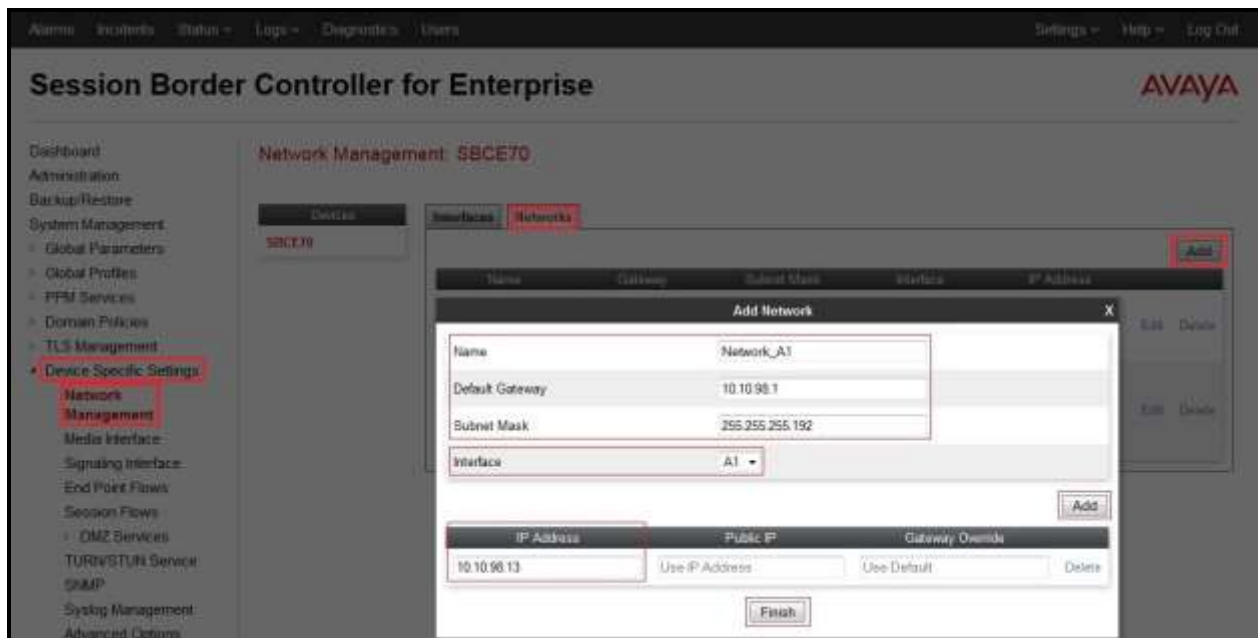 Alarms Incidents Status Logs Diagnostics Users Settings Help Log Out
Session Border Controller for Enterprise
AVAYA
Dashboard
Administration
Backup/Restore
System Management
Global Parameters
Global Profiles
PPM Services
Domain Policies
TLS Management
Device Specific Settings
Network
Management
Media Interface
Signaling Interface
End Point Flows
Session Flows
DMZ Services
TURN/STUN Service
SNMP
Syslog Management
Advanced Options
Network Management: SBCE70
Devices
SBCE70
Interfaces Networks
Add
Name Gateway Subnet Mask Interface IP Address
Edit Delete
Edit Delete
Add Network X
Name Network_A1
Default Gateway 10.10.98.1
Subnet Mask 255.255.255.192
Interface A1
Add
IP Address Public IP Gateway Override
10.10.98.13 Use IP Address Use Default Delete
Finish